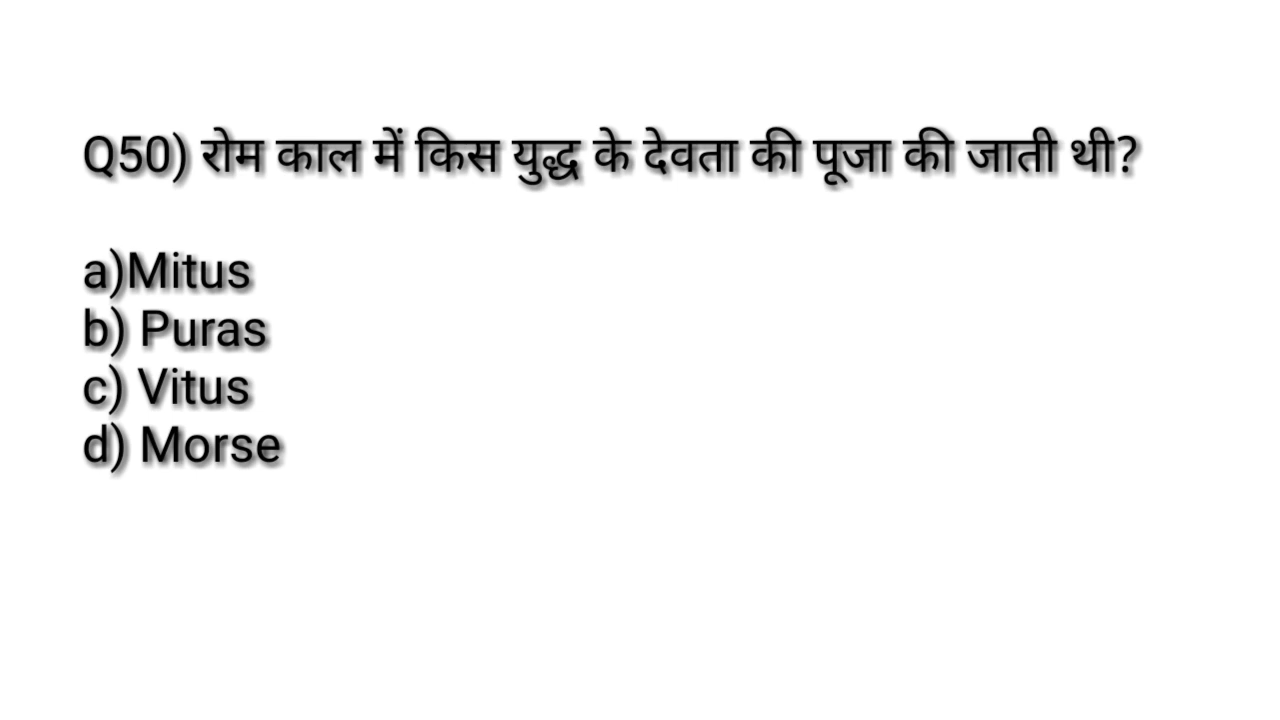 Q50) रोम काल में किस युद्ध के देवता की पूजा की जाती थी?
a)Mitus
b) Puras
c) Vitus
d) Morse